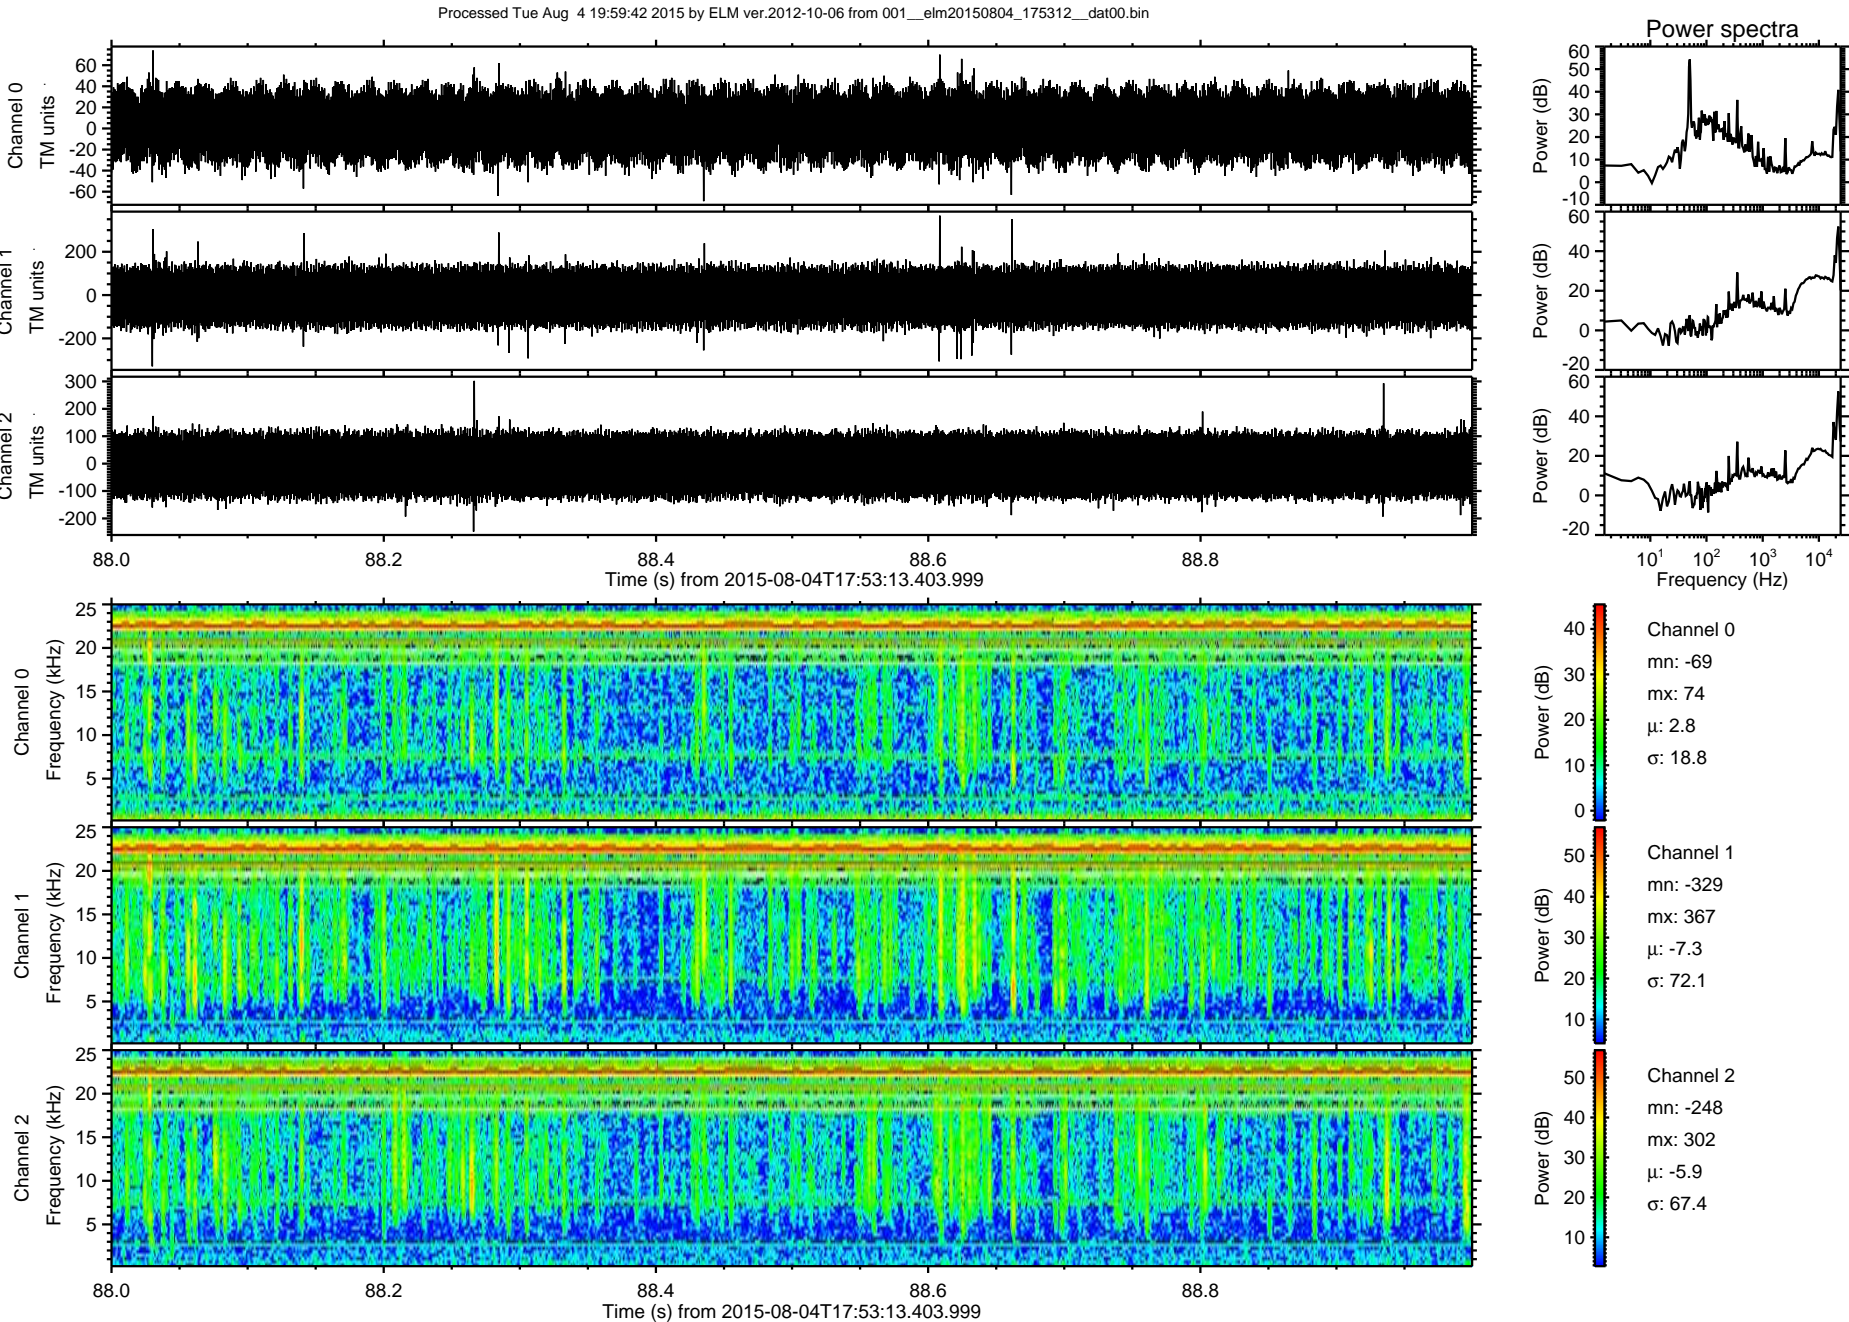 Processed Tue Aug  4 19:59:42 2015 by ELM ver.2012-10-06 from 001__elm20150804_175312__dat00.bin
Power spectra
Channel 0
TM units
60
40
20
0
-20
-40
-60
Power (dB)
60
50
40
30
20
10
0
-10
Channel 1
TM units
200
0
-200
Power (dB)
60
40
20
0
-20
Channel 2
TM units
300
200
100
0
-100
-200
Power (dB)
60
40
20
0
-20
88.0 88.2 88.4 88.6 88.8
Time (s) from 2015-08-04T17:53:13.403.999
10¹ 10² 10³ 10⁴
Frequency (Hz)
Channel 0
Frequency (kHz)
25
20
15
10
5
Power (dB)
40
30
20
10
0
Channel 0
mn: -69
mx: 74
μ: 2.8
σ: 18.8
Channel 1
Frequency (kHz)
25
20
15
10
5
Power (dB)
50
40
30
20
10
Channel 1
mn: -329
mx: 367
μ: -7.3
σ: 72.1
Channel 2
Frequency (kHz)
25
20
15
10
5
Power (dB)
50
40
30
20
10
Channel 2
mn: -248
mx: 302
μ: -5.9
σ: 67.4
88.0 88.2 88.4 88.6 88.8
Time (s) from 2015-08-04T17:53:13.403.999